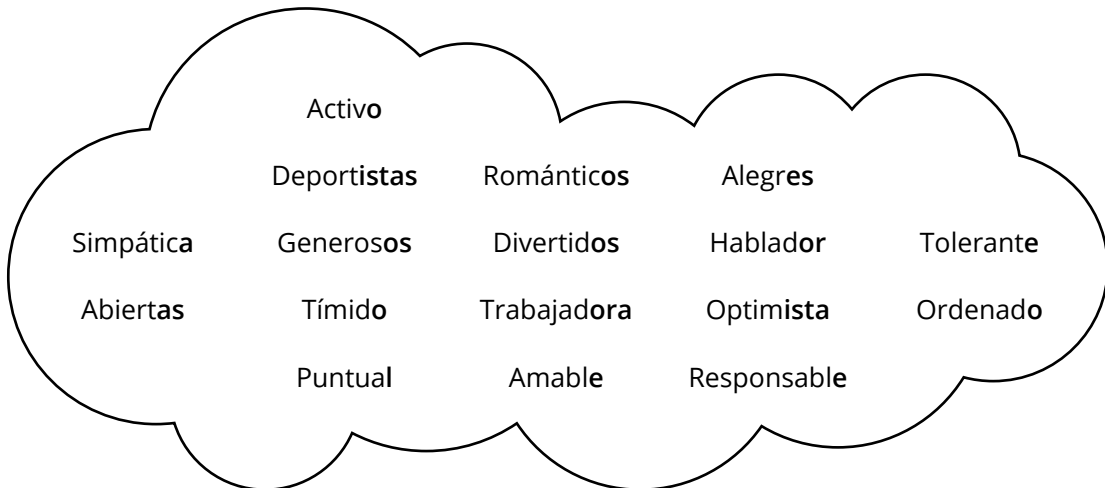 Activo
Deportistas Románticos Alegres
Simpática Generosos Divertidos Hablador Tolerante
Abiertas Tímido Trabajadora Optimista Ordenado
Puntual Amable Responsable